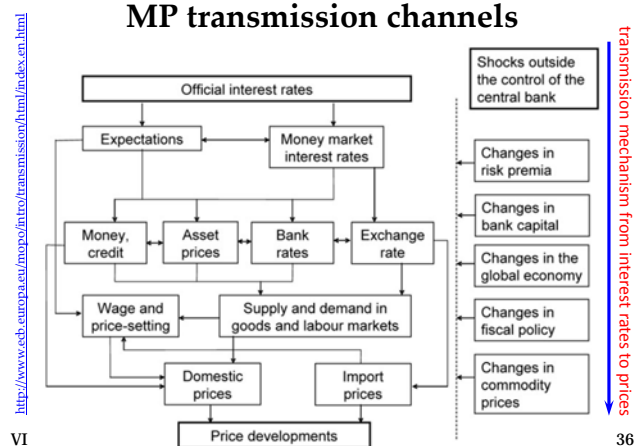 MP transmission channels
http://www.ecb.europa.eu/mopo/intro/transmission/html/index.en.html
transmission mechanism from interest rates to prices
Official interest rates
Shocks outside
the control of the
central bank
Expectations
Money market
interest rates
Changes in
risk premia
Money,
credit
Asset
prices
Bank
rates
Exchange
rate
Changes in
bank capital
Changes in the
global economy
Wage and
price-setting
Supply and demand in
goods and labour markets
Changes in
fiscal policy
Domestic
prices
Import
prices
Changes in
commodity
prices
Price developments
VI
36